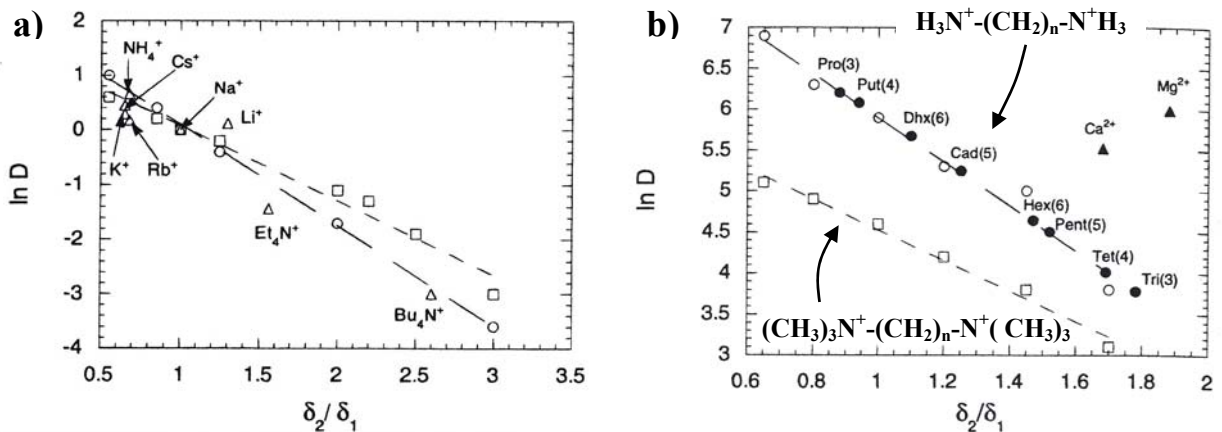 a)
NH₄⁺
Cs⁺
Na⁺
Li⁺
K⁺
Rb⁺
Et₄N⁺
Bu₄N⁺
ln D
2
1
0
-1
-2
-3
-4
0.5 1 1.5 2 2.5 3 3.5
δ₂/ δ₁
b)
H₃N⁺-(CH₂)ₙ-N⁺H₃
Pro(3)
Put(4)
Mg²⁺
Dhx(6)
Ca²⁺
Cad(5)
Hex(6)
Pent(5)
Tet(4)
Tri(3)
(CH₃)₃N⁺-(CH₂)ₙ-N⁺( CH₃)₃
ln D
7
6.5
6
5.5
5
4.5
4
3.5
3
0.6 0.8 1 1.2 1.4 1.6 1.8 2
δ₂/δ₁